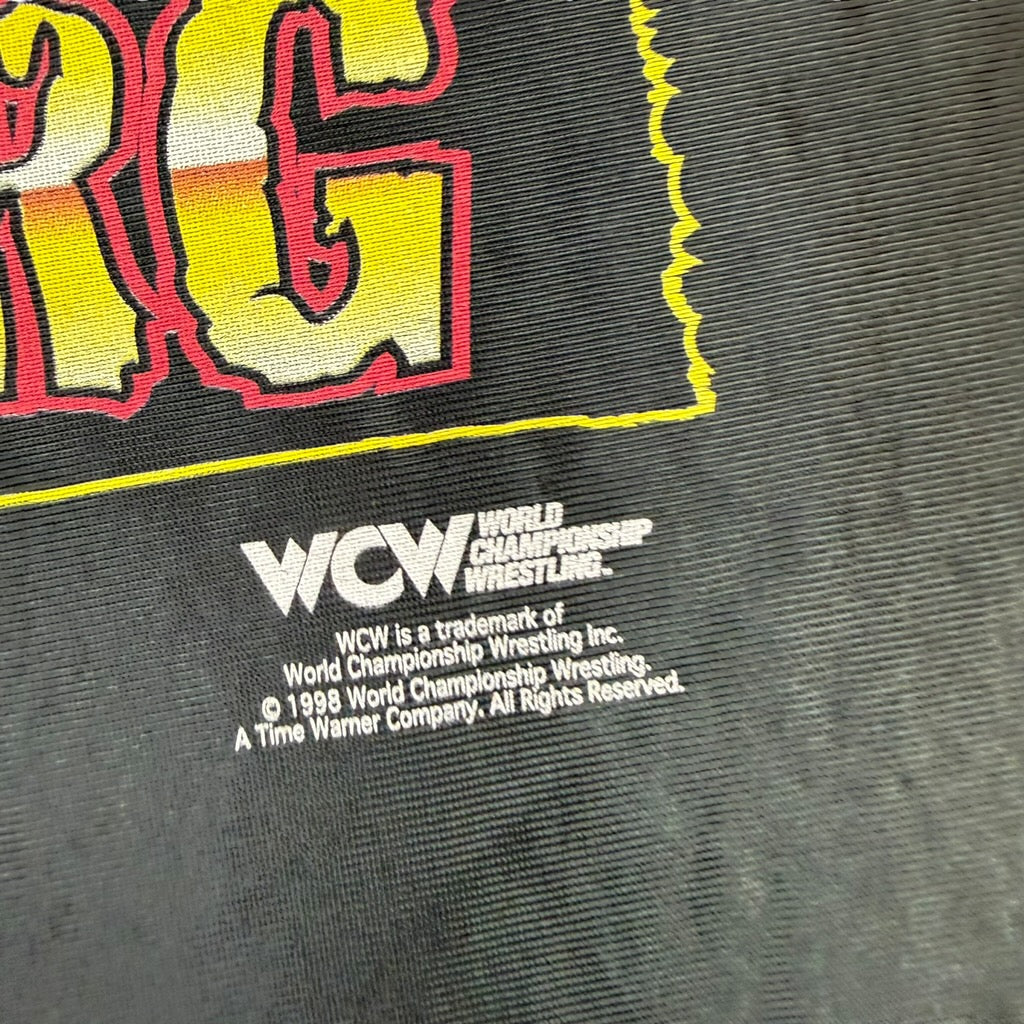 RG
WCW WORLD
CHAMPIONSHIP
WRESTLING.™
WCW is a trademark of
World Championship Wrestling Inc.
© 1998 World Championship Wrestling.
A Time Warner Company. All Rights Reserved.